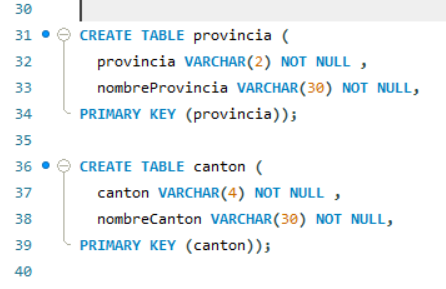 30
31 CREATE TABLE provincia (
32 provincia VARCHAR(2) NOT NULL ,
33 nombreProvincia VARCHAR(30) NOT NULL,
34 PRIMARY KEY (provincia));
35
36 CREATE TABLE canton (
37 canton VARCHAR(4) NOT NULL ,
38 nombreCanton VARCHAR(30) NOT NULL,
39 PRIMARY KEY (canton));
40